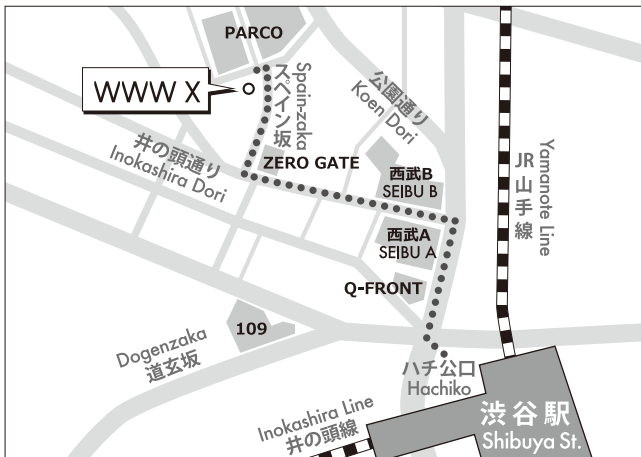 PARCO
WWW X
Spain-zaka
スペイン坂
公園通り
Koen Dori
井の頭通り
Inokashira Dori
ZERO GATE
西武B
SEIBU B
西武A
SEIBU A
Q-FRONT
Yamanote Line
JR山手線
109
Dogenzaka
道玄坂
ハチ公口
Hachiko
Inokashira Line
井の頭線
渋谷駅
Shibuya St.